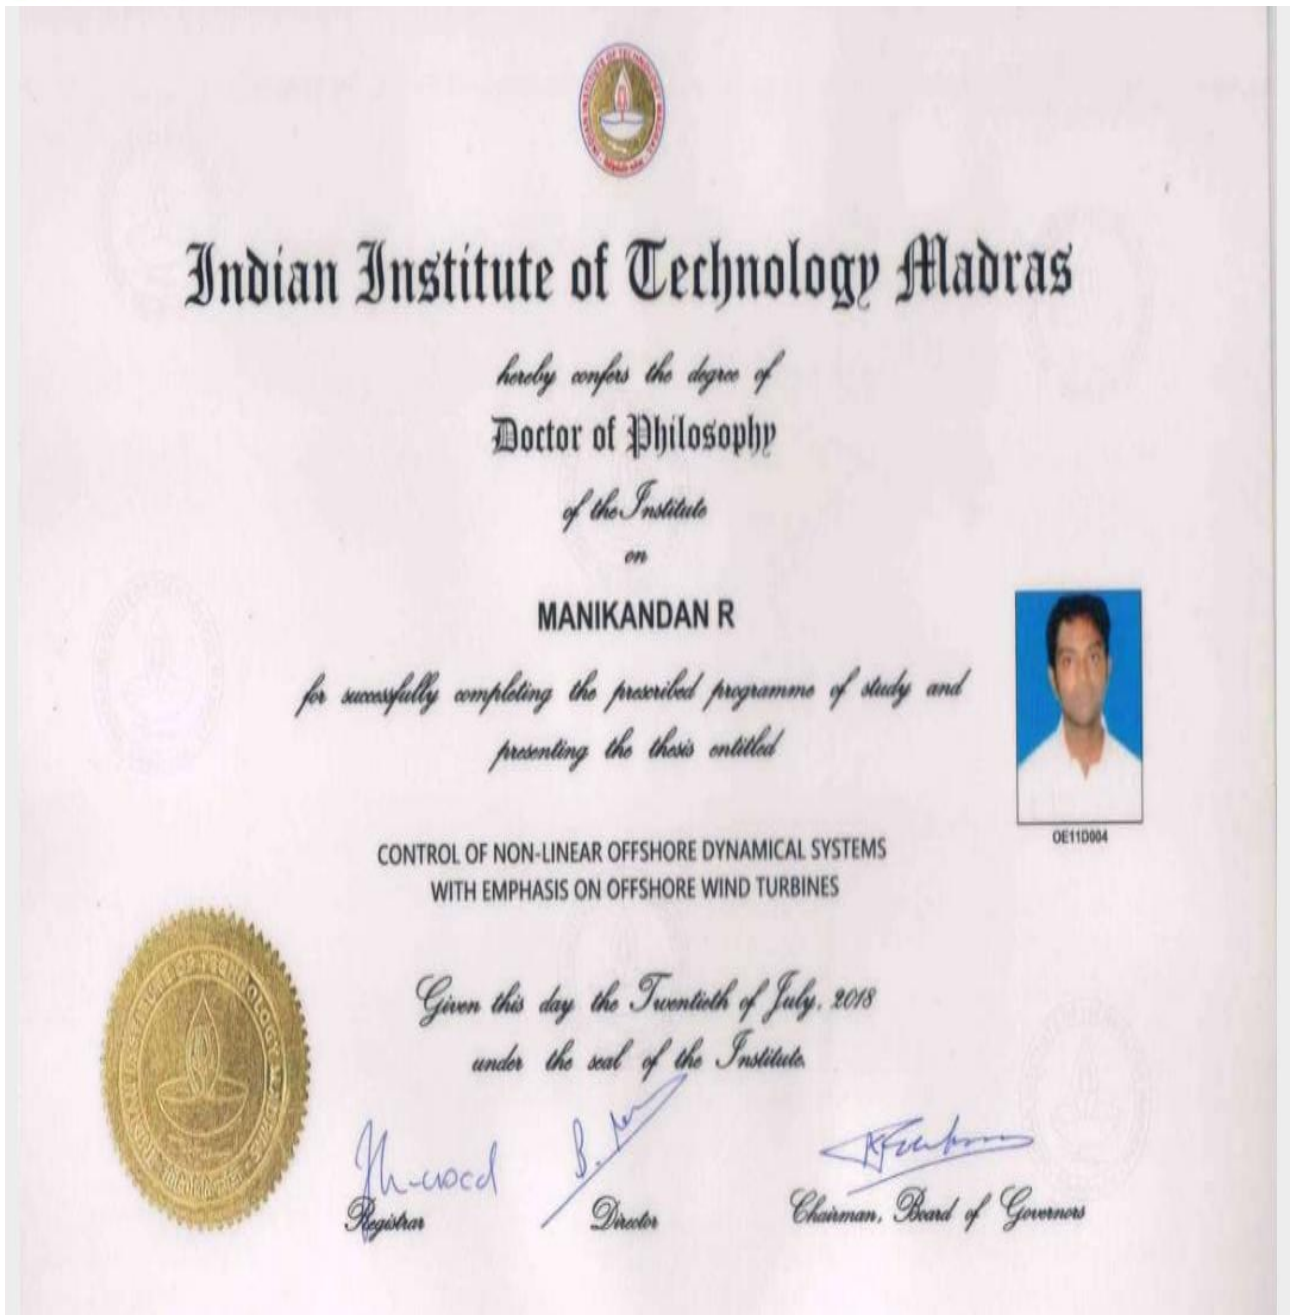 Indian Institute of Technology Madras
hereby confers the degree of
Doctor of Philosophy
of the Institute
on
MANIKANDAN R
for successfully completing the prescribed programme of study and
presenting the thesis entitled
OE11D004
CONTROL OF NON-LINEAR OFFSHORE DYNAMICAL SYSTEMS
WITH EMPHASIS ON OFFSHORE WIND TURBINES
Given this day the Twentieth of July, 2018
under the seal of the Institute.
Registrar Director Chairman, Board of Governors